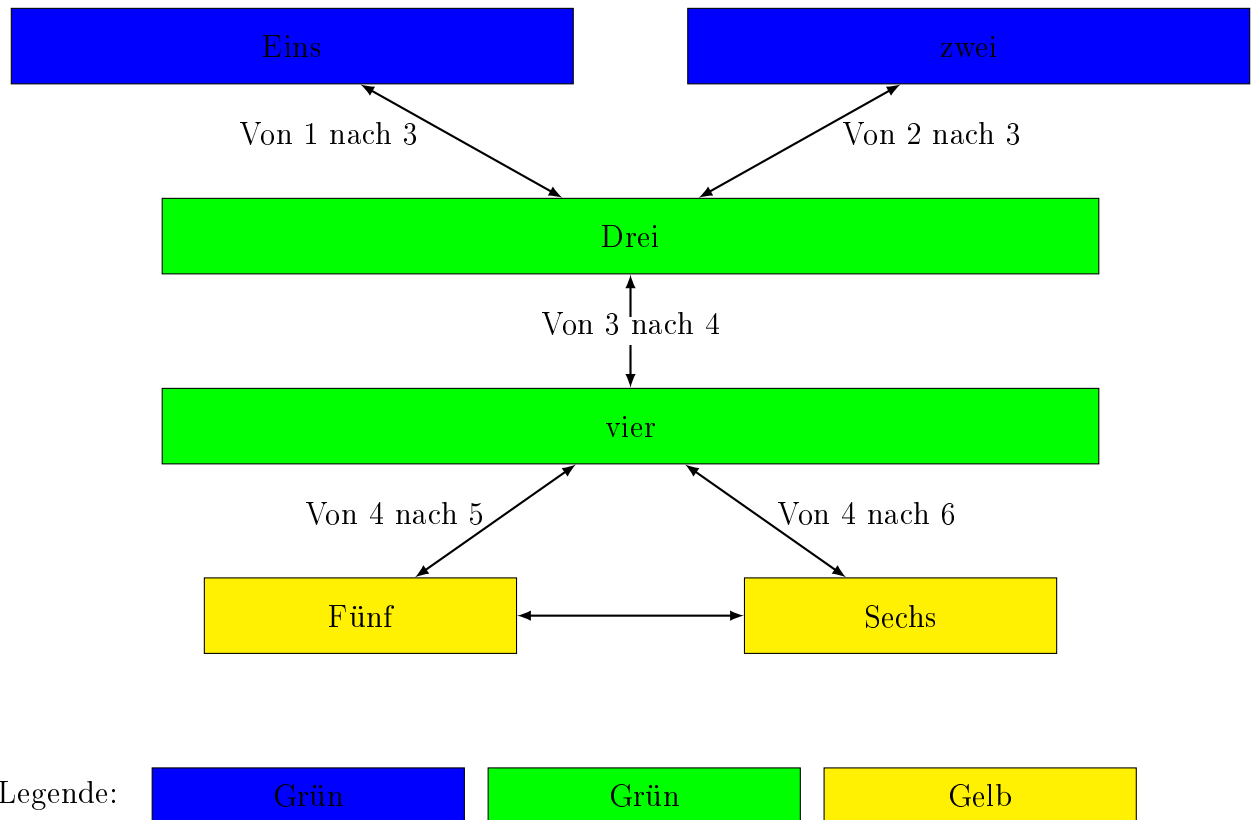 Eins zwei
Von 1 nach 3 Von 2 nach 3
Drei
Von 3 nach 4
vier
Von 4 nach 5 Von 4 nach 6
Fünf Sechs
Legende: Grün Grün Gelb